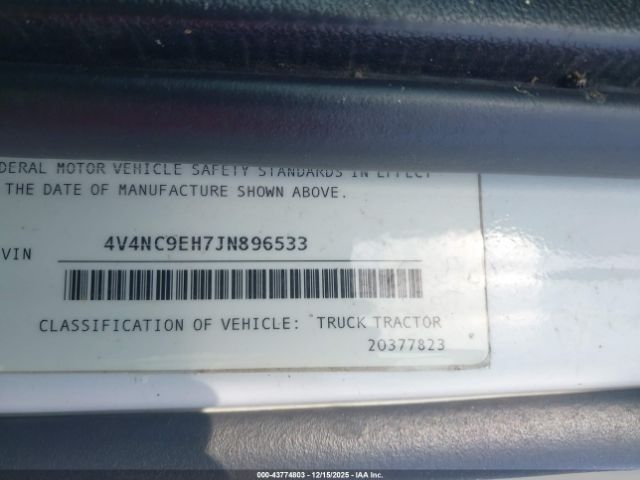 DERAL MOTOR VEHICLE SAFETY STANDARDS IN EFFECT
THE DATE OF MANUFACTURE SHOWN ABOVE.
VIN 4V4NC9EH7JN896533
CLASSIFICATION OF VEHICLE: TRUCK TRACTOR
20377823
000-43774803 - 12/15/2025 - IAA Inc.